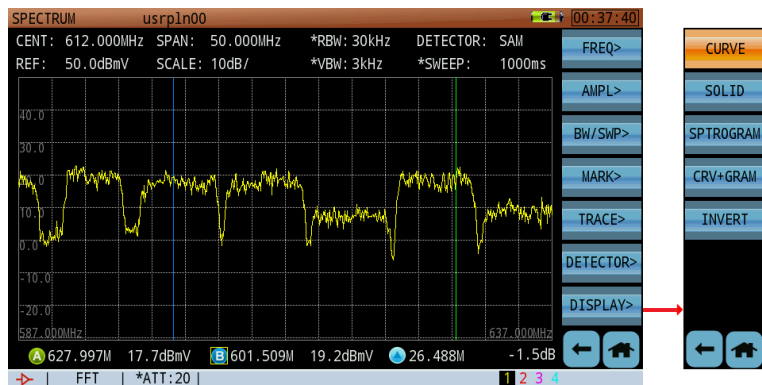 SPECTRUM usrpln00 00:37:40
CENT: 612.000MHz SPAN: 50.000MHz *RBW: 30kHz DETECTOR: SAM
REF: 50.0dBmV SCALE: 10dB/ *VBW: 3kHz *SWEEP: 1000ms
40.0
30.0
10.0
0.0
-10.0
-20.0
587.000MHz 637.000MHz
A 627.997M 17.7dBmV B 601.509M 19.2dBmV 26.488M -1.5dB
FFT | *ATT:20 | 1 2 3 4
FREQ>
AMPL>
BW/SWP>
MARK>
TRACE>
DETECTOR>
DISPLAY>
CURVE
SOLID
SPTROGRAM
CRV+GRAM
INVERT